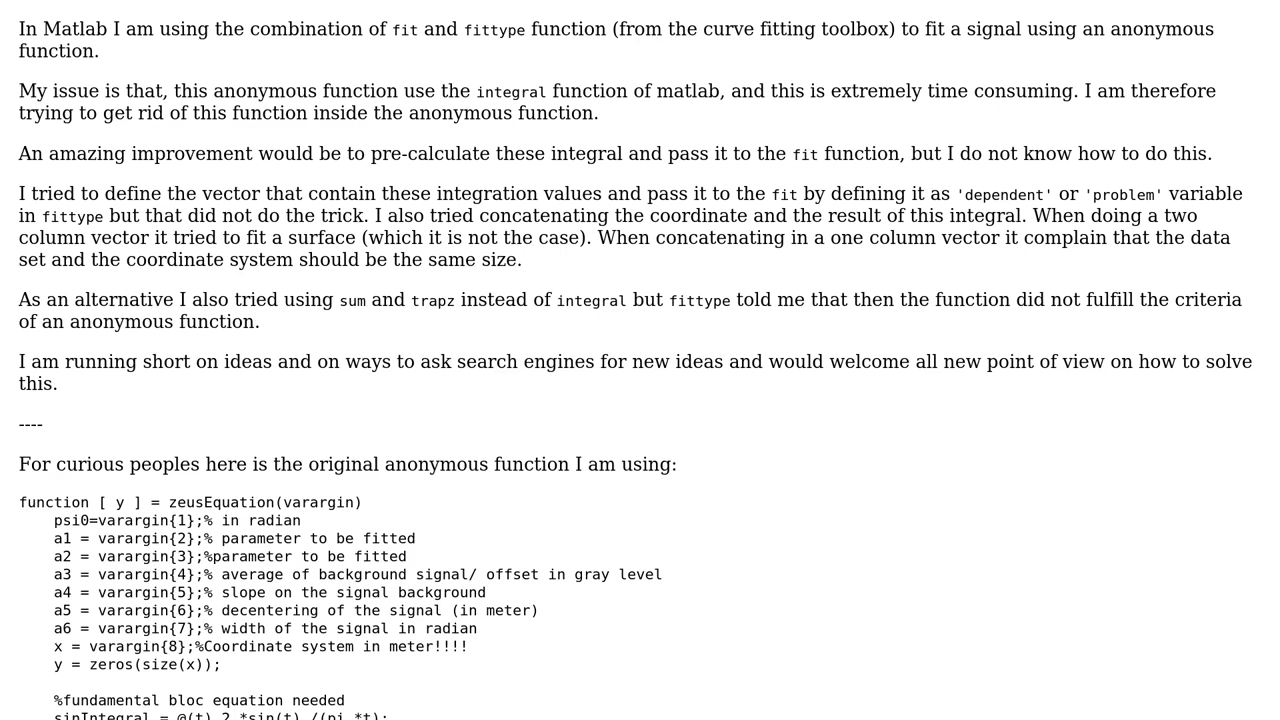 In Matlab I am using the combination of fit and fittype function (from the curve fitting toolbox) to fit a signal using an anonymous
function.
My issue is that, this anonymous function use the integral function of matlab, and this is extremely time consuming. I am therefore
trying to get rid of this function inside the anonymous function.
An amazing improvement would be to pre-calculate these integral and pass it to the fit function, but I do not know how to do this.
I tried to define the vector that contain these integration values and pass it to the fit by defining it as 'dependent' or 'problem' variable
in fittype but that did not do the trick. I also tried concatenating the coordinate and the result of this integral. When doing a two
column vector it tried to fit a surface (which it is not the case). When concatenating in a one column vector it complain that the data
set and the coordinate system should be the same size.
As an alternative I also tried using sum and trapz instead of integral but fittype told me that then the function did not fulfill the criteria
of an anonymous function.
I am running short on ideas and on ways to ask search engines for new ideas and would welcome all new point of view on how to solve
this.
----
For curious peoples here is the original anonymous function I am using:
function [ y ] = zeusEquation(varargin)
    psi0=varargin{1};% in radian
    a1 = varargin{2};% parameter to be fitted
    a2 = varargin{3};%parameter to be fitted
    a3 = varargin{4};% average of background signal/ offset in gray level
    a4 = varargin{5};% slope on the signal background
    a5 = varargin{6};% decentering of the signal (in meter)
    a6 = varargin{7};% width of the signal in radian
    x = varargin{8};%Coordinate system in meter!!!!
    y = zeros(size(x));
    %fundamental bloc equation needed
    sinIntegral = @(t) 2.*sin(t)./(pi.*t);